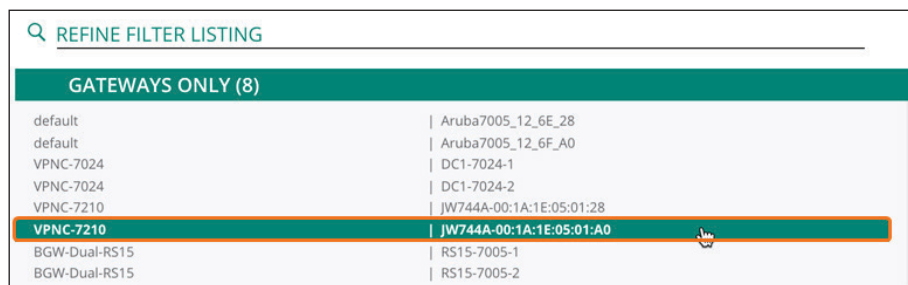 REFINE FILTER LISTING
GATEWAYS ONLY (8)
default | Aruba7005_12_6E_28
default | Aruba7005_12_6F_A0
VPNC-7024 | DC1-7024-1
VPNC-7024 | DC1-7024-2
VPNC-7210 | JW744A-00:1A:1E:05:01:28
VPNC-7210 | JW744A-00:1A:1E:05:01:A0
BGW-Dual-RS15 | RS15-7005-1
BGW-Dual-RS15 | RS15-7005-2